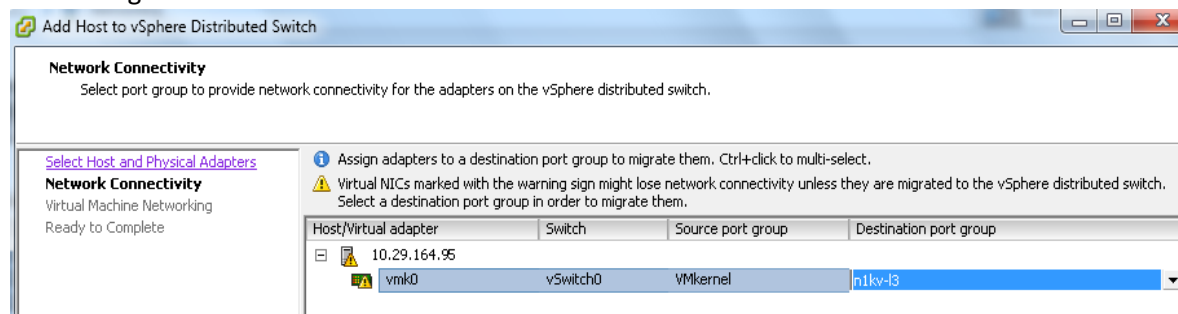 Add Host to vSphere Distributed Switch
Network Connectivity
Select port group to provide network connectivity for the adapters on the vSphere distributed switch.
Select Host and Physical Adapters
Network Connectivity
Virtual Machine Networking
Ready to Complete
Assign adapters to a destination port group to migrate them. Ctrl+click to multi-select.
Virtual NICs marked with the warning sign might lose network connectivity unless they are migrated to the vSphere distributed switch.
Select a destination port group in order to migrate them.
Host/Virtual adapter Switch Source port group Destination port group
10.29.164.95
vmk0 vSwitch0 VMkernel n1kv-l3